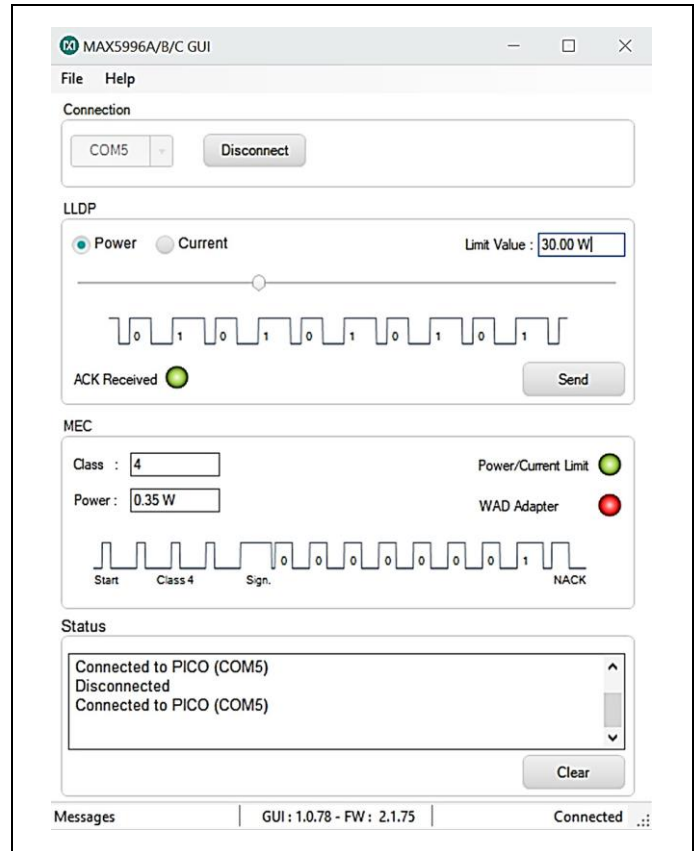 MAX5996A/B/C GUI
File Help
Connection
COM5 Disconnect
LLDP
Power Current Limit Value : 30.00 W
0 1 0 1 0 1 0 1 0 1
ACK Received Send
MEC
Class : 4 Power/Current Limit
Power : 0.35 W WAD Adapter
0 0 0 0 0 0 0 1
Start Class 4 Sign. NACK
Status
Connected to PICO (COM5)
Disconnected
Connected to PICO (COM5)
Clear
Messages GUI : 1.0.78 - FW : 2.1.75 Connected